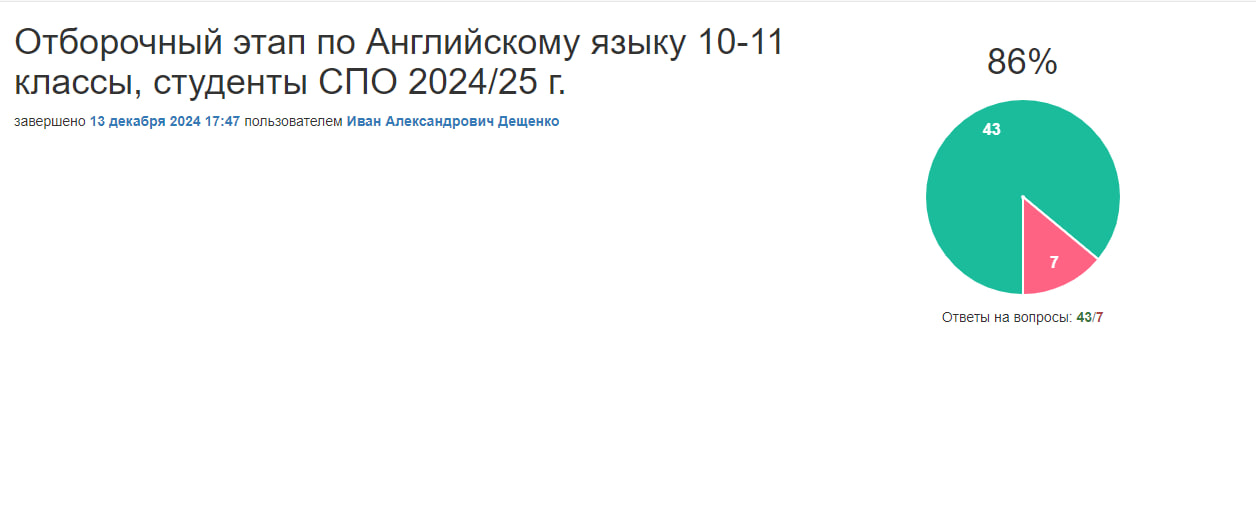 Отборочный этап по Английскому языку 10-11
классы, студенты СПО 2024/25 г.
завершено 13 декабря 2024 17:47 пользователем Иван Александрович Дещенко
86%
43
7
Ответы на вопросы: 43/7